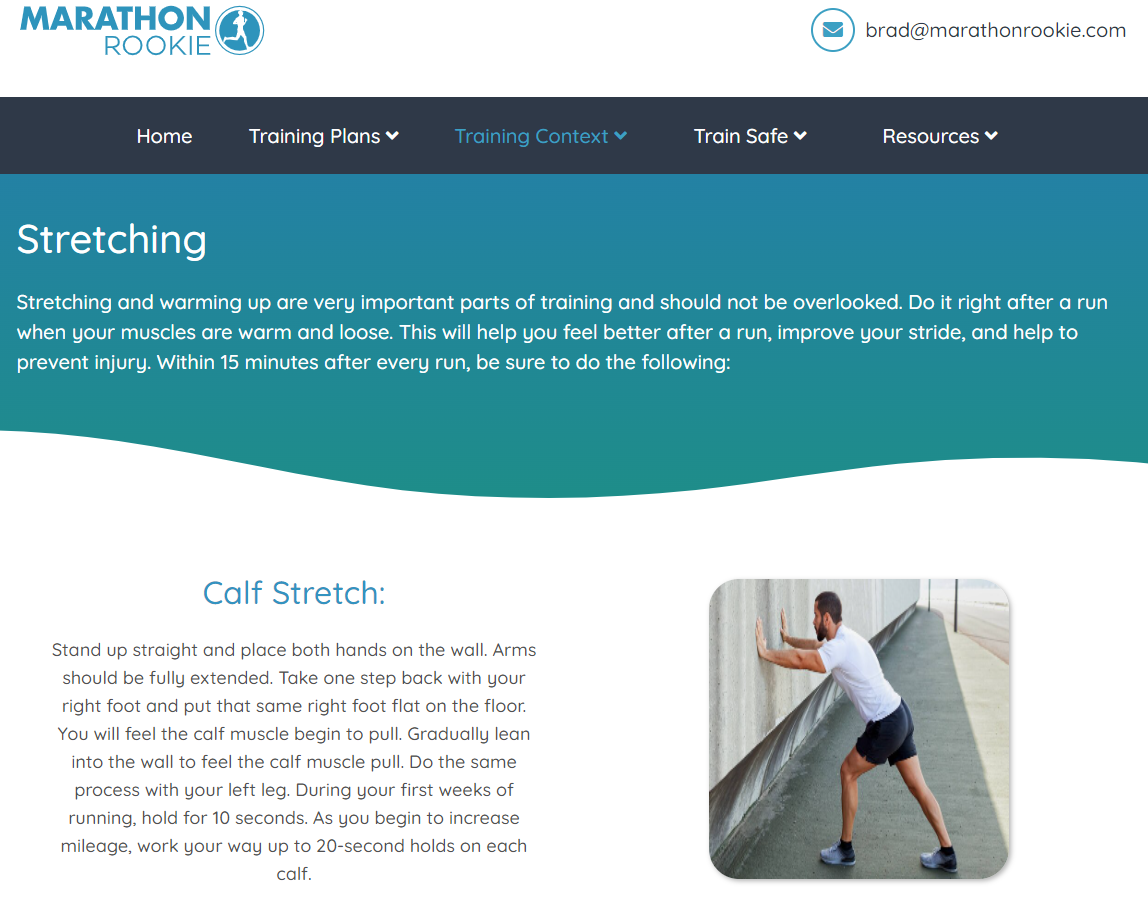 MARATHON
ROOKIE
brad@marathonrookie.com
Home Training Plans Training Context Train Safe Resources
Stretching
Stretching and warming up are very important parts of training and should not be overlooked. Do it right after a run
when your muscles are warm and loose. This will help you feel better after a run, improve your stride, and help to
prevent injury. Within 15 minutes after every run, be sure to do the following:
Calf Stretch:
Stand up straight and place both hands on the wall. Arms
should be fully extended. Take one step back with your
right foot and put that same right foot flat on the floor.
You will feel the calf muscle begin to pull. Gradually lean
into the wall to feel the calf muscle pull. Do the same
process with your left leg. During your first weeks of
running, hold for 10 seconds. As you begin to increase
mileage, work your way up to 20-second holds on each
calf.